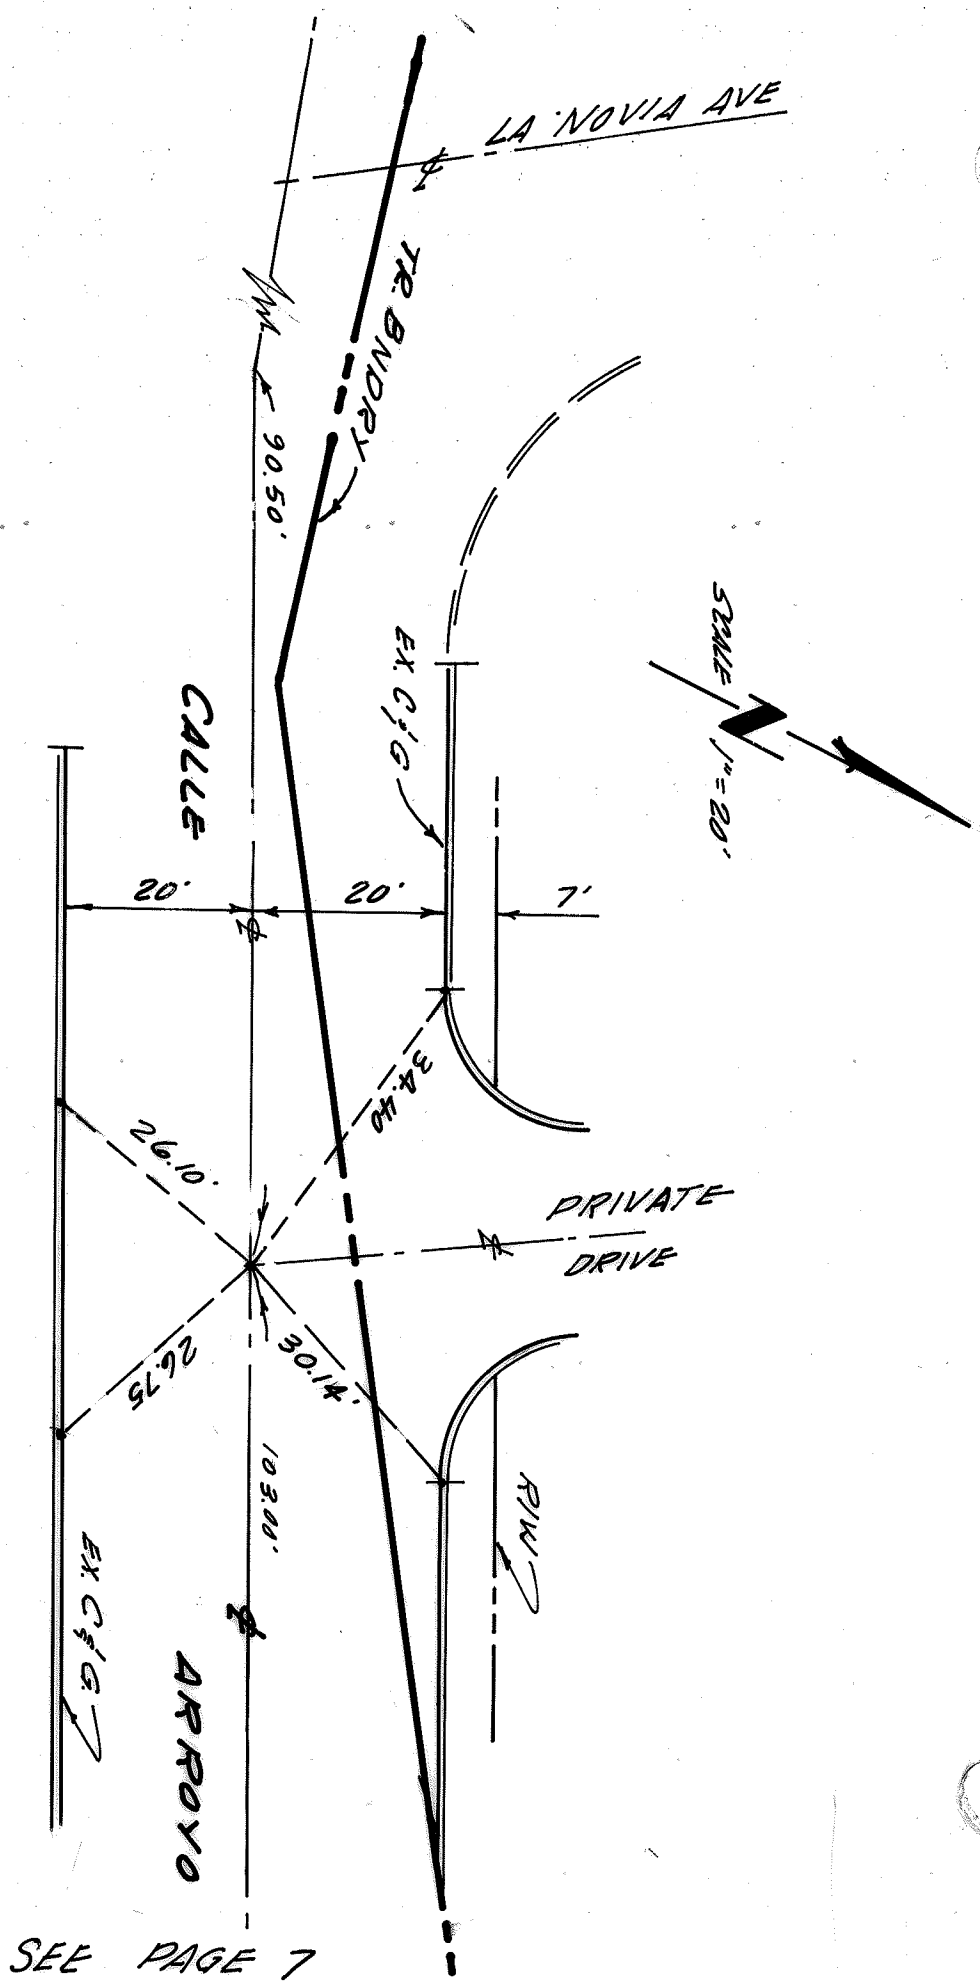 LA NOVIA AVE
TR. BNDRY
90.50'
SCALE 1" = 20'
EX. C & G
CALLE
20'
20'
7'
℄
34.40
26.10'
PRIVATE
DRIVE
26.75
30.14'
103.00'
R/W
EX. C & G
℄
ARROYO
SEE PAGE 7